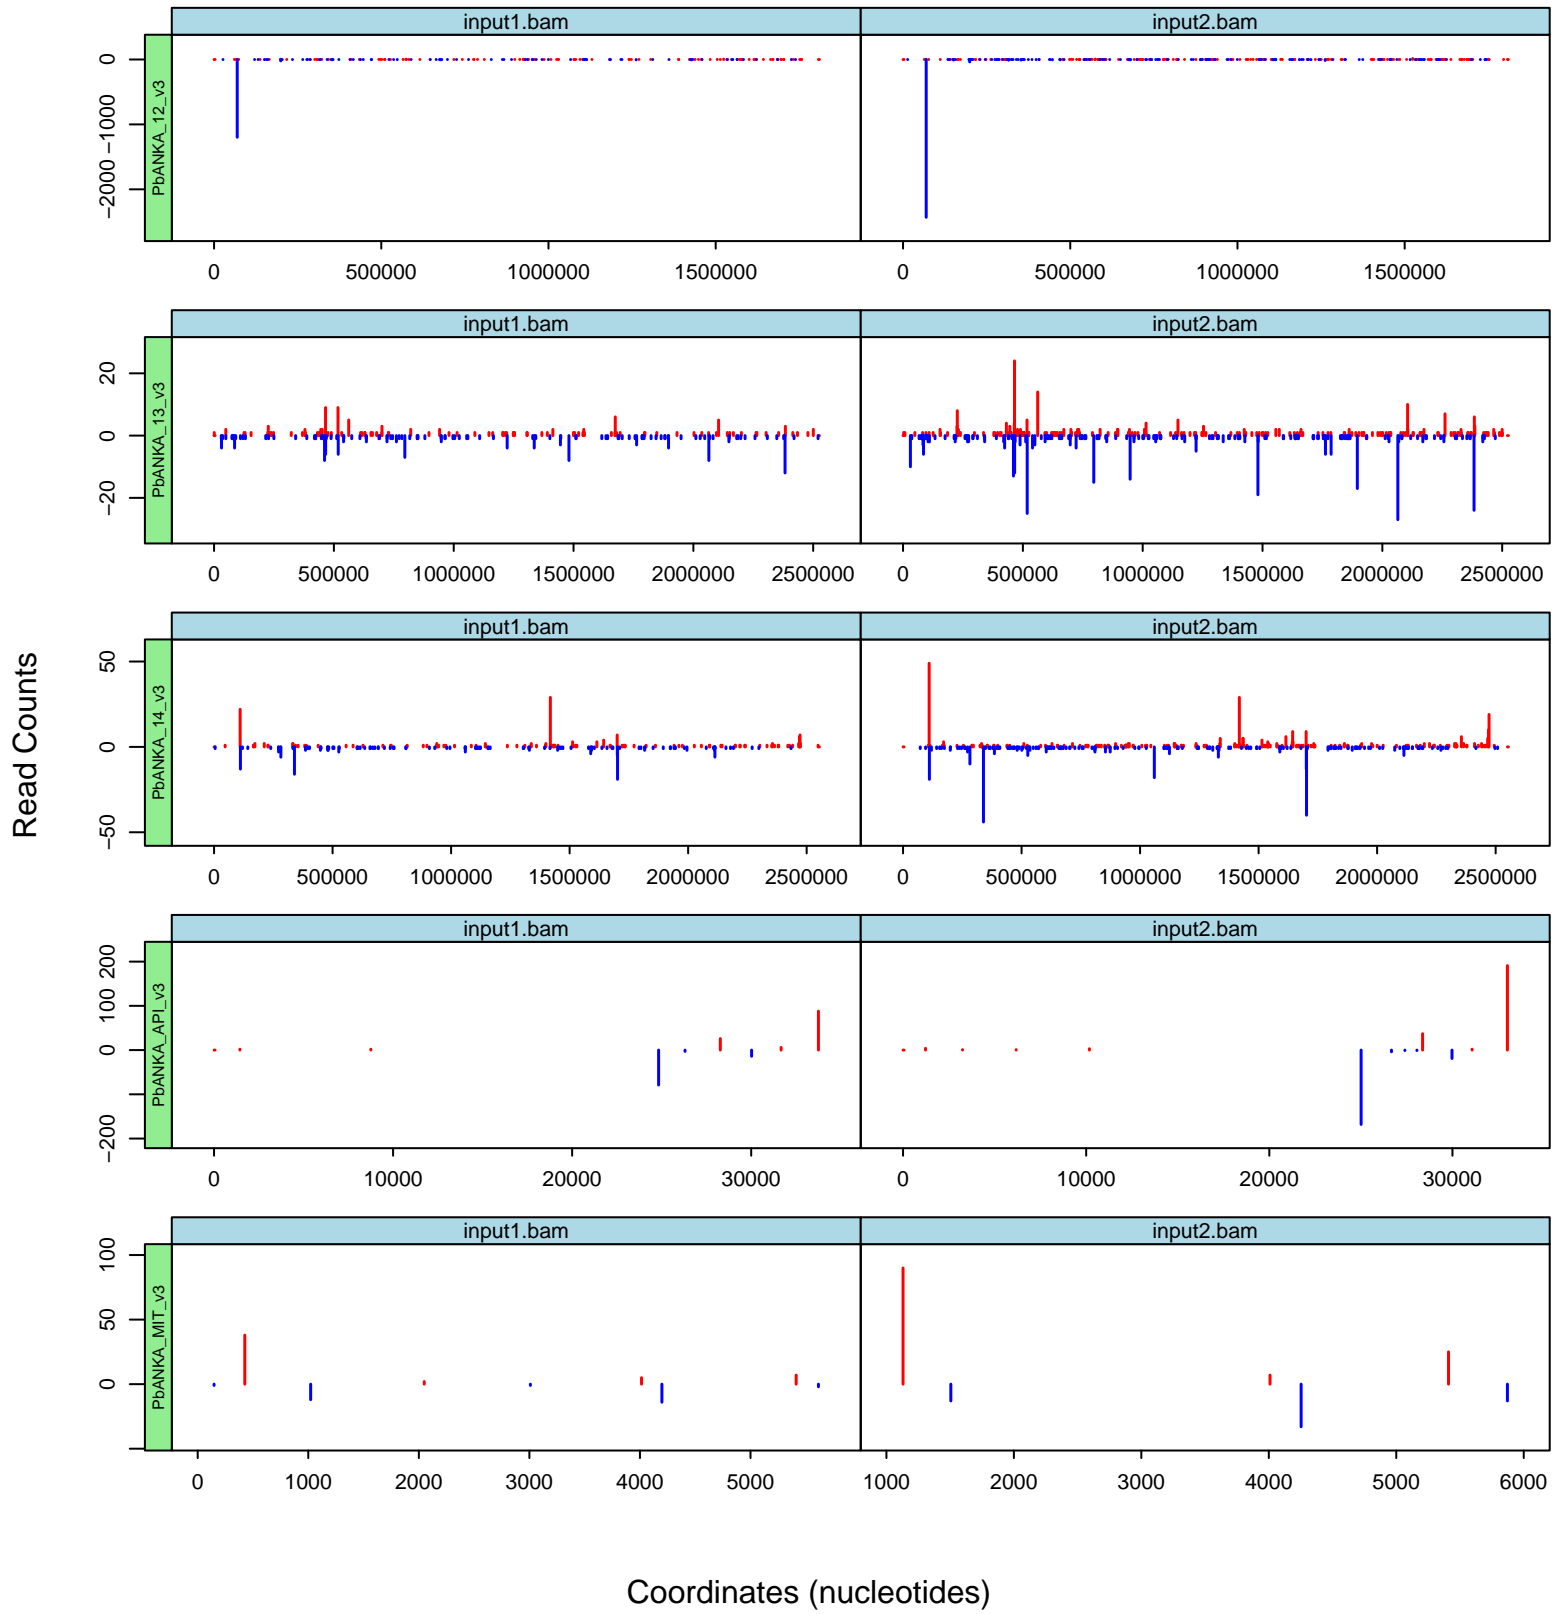 input1.bam input2.bam
PbANKA_12_v3
0
−1000
−2000
0 500000 1000000 1500000 0 500000 1000000 1500000
input1.bam input2.bam
PbANKA_13_v3
20
0
−20
0 500000 1000000 1500000 2000000 2500000 0 500000 1000000 1500000 2000000 2500000
input1.bam input2.bam
PbANKA_14_v3
50
0
−50
0 500000 1000000 1500000 2000000 2500000 0 500000 1000000 1500000 2000000 2500000
Read Counts
input1.bam input2.bam
PbANKA_API_v3
200
100
0
−200
0 10000 20000 30000 0 10000 20000 30000
input1.bam input2.bam
PbANKA_MIT_v3
100
50
0
0 1000 2000 3000 4000 5000 1000 2000 3000 4000 5000 6000
Coordinates (nucleotides)